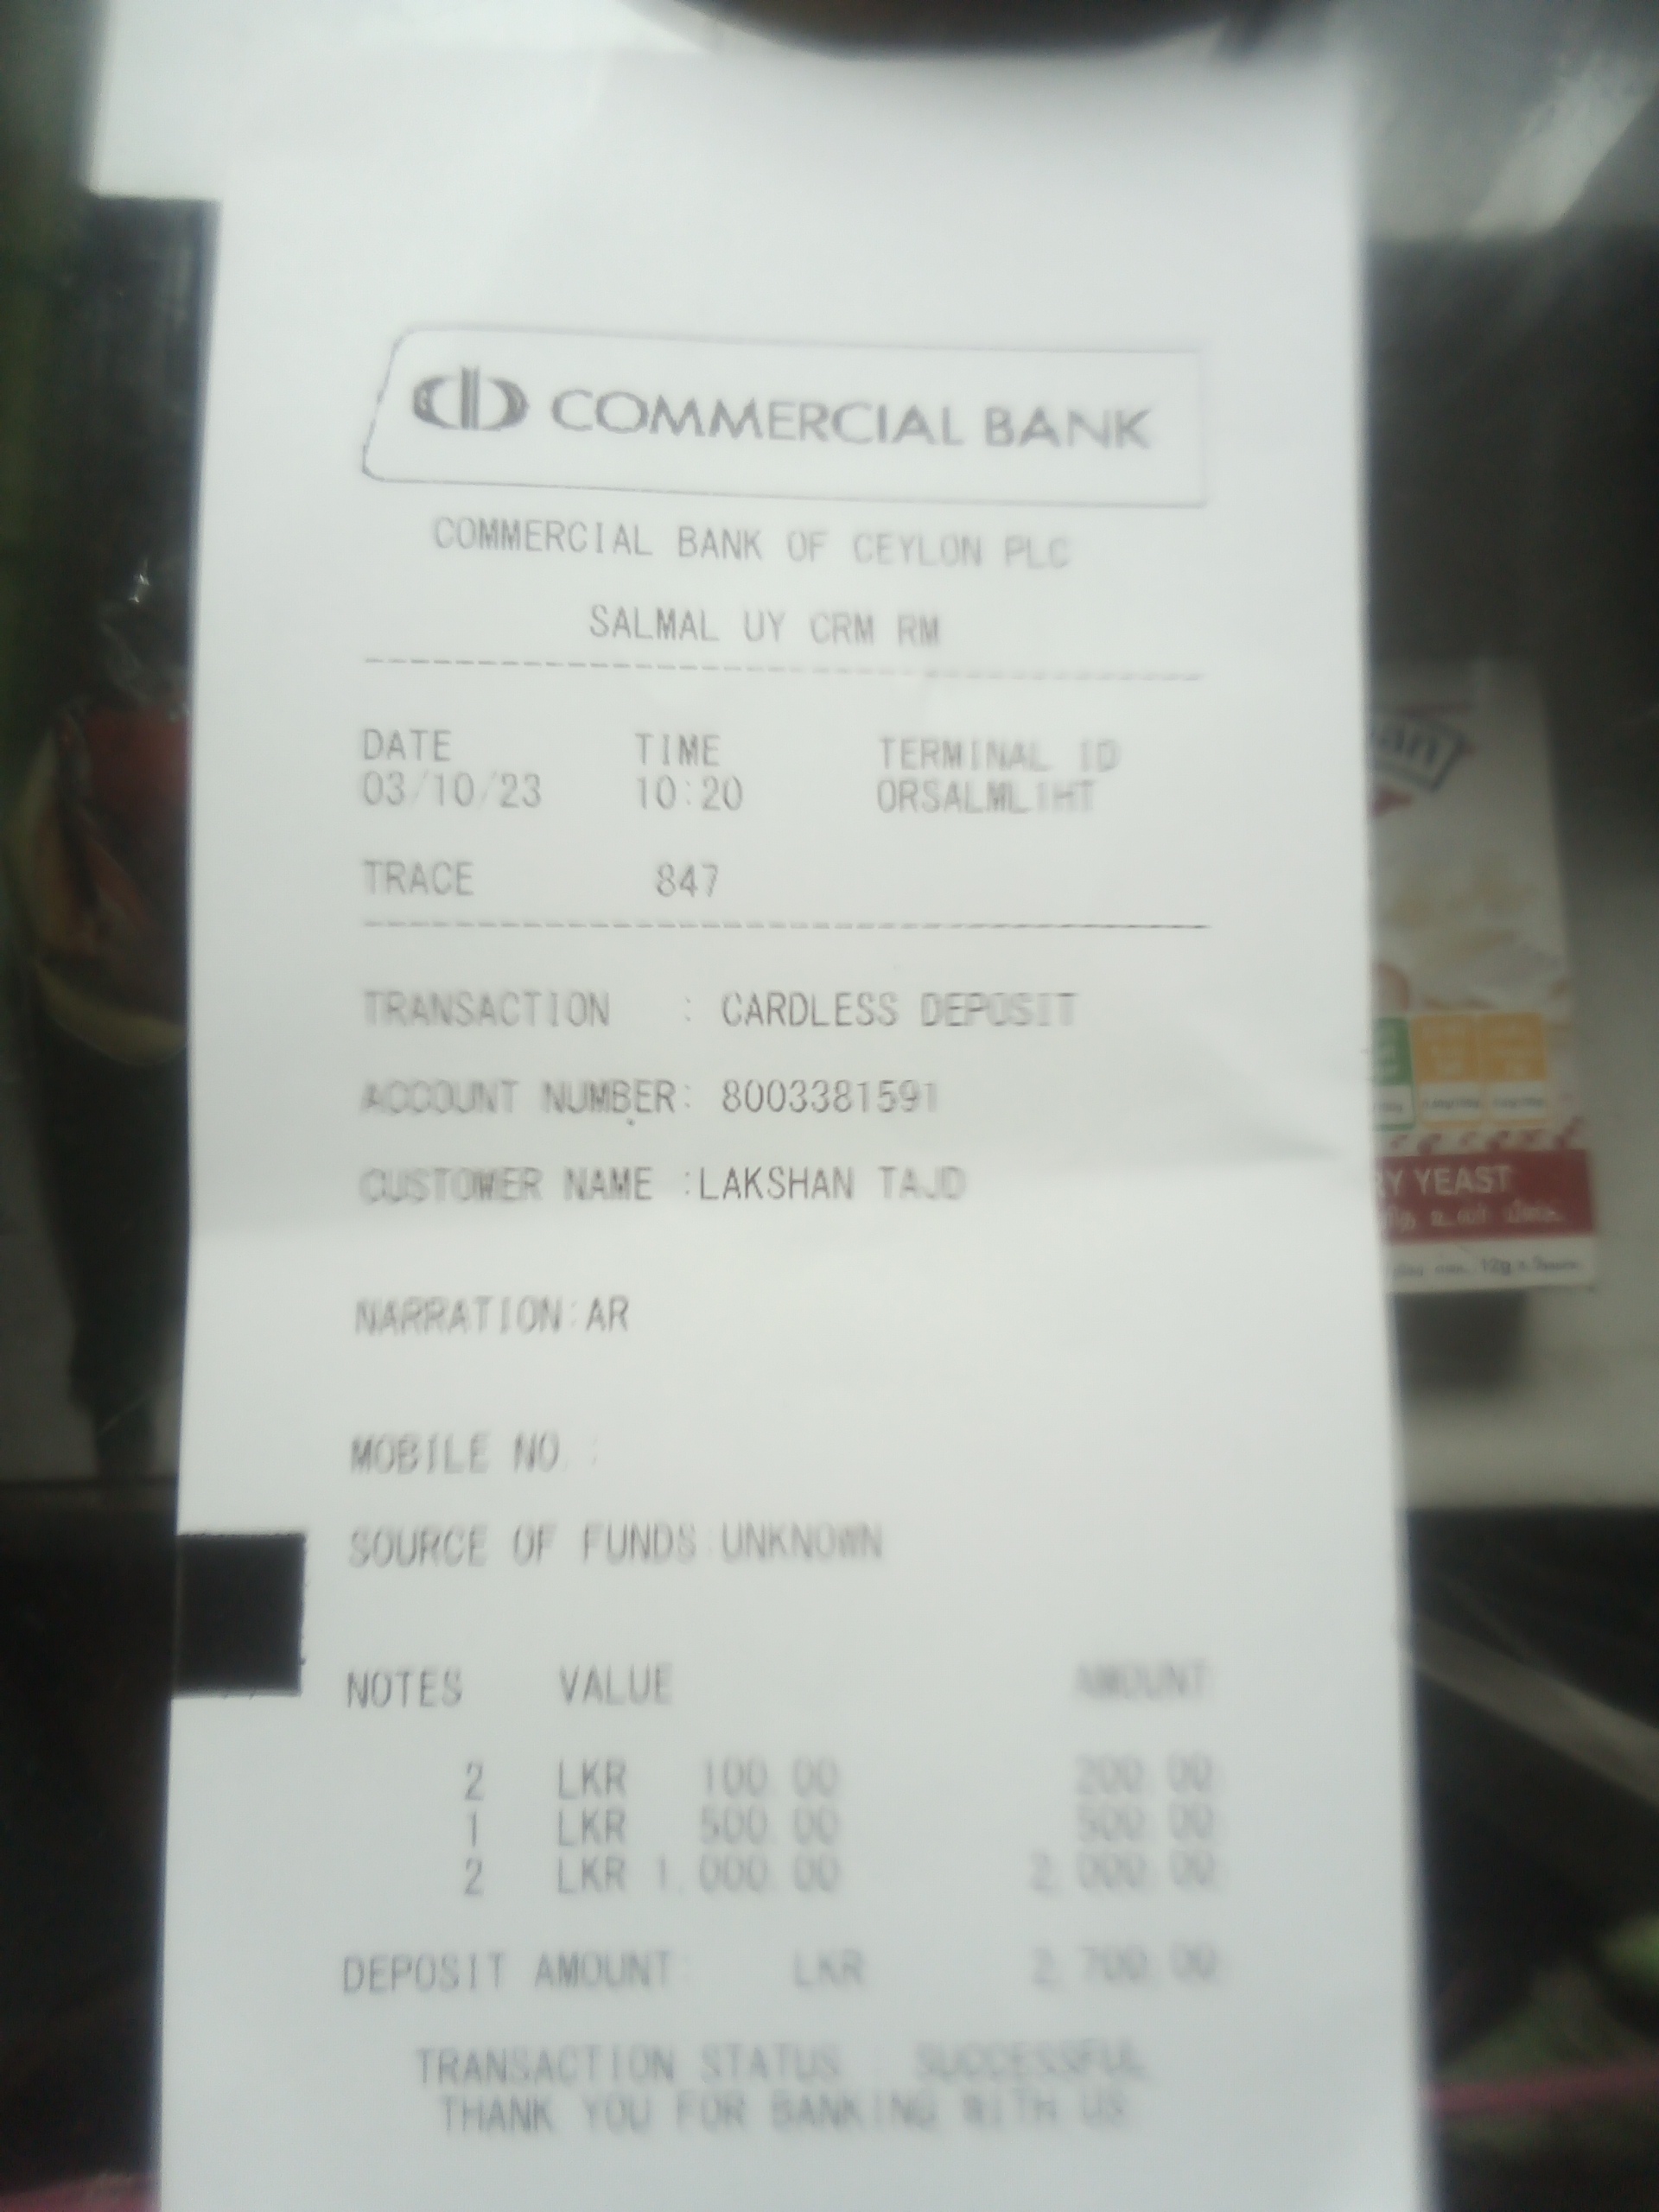 COMMERCIAL BANK
COMMERCIAL BANK OF CEYLON PLC
SALMAL UY CRM RM
DATE TIME TERMINAL ID
03/10/23 10:20 ORSALML1HT
TRACE 847
TRANSACTION : CARDLESS DEPOSIT
ACCOUNT NUMBER: 8003381591
CUSTOMER NAME :LAKSHAN TAJD
NARRATION:AR
MOBILE NO :
SOURCE OF FUNDS:UNKNOWN
NOTES VALUE AMOUNT
2 LKR 100.00 200.00
1 LKR 500.00 500.00
2 LKR 1,000.00 2,000.00
DEPOSIT AMOUNT: LKR 2,700.00
TRANSACTION STATUS : SUCCESSFUL
THANK YOU FOR BANKING WITH US
YEAST